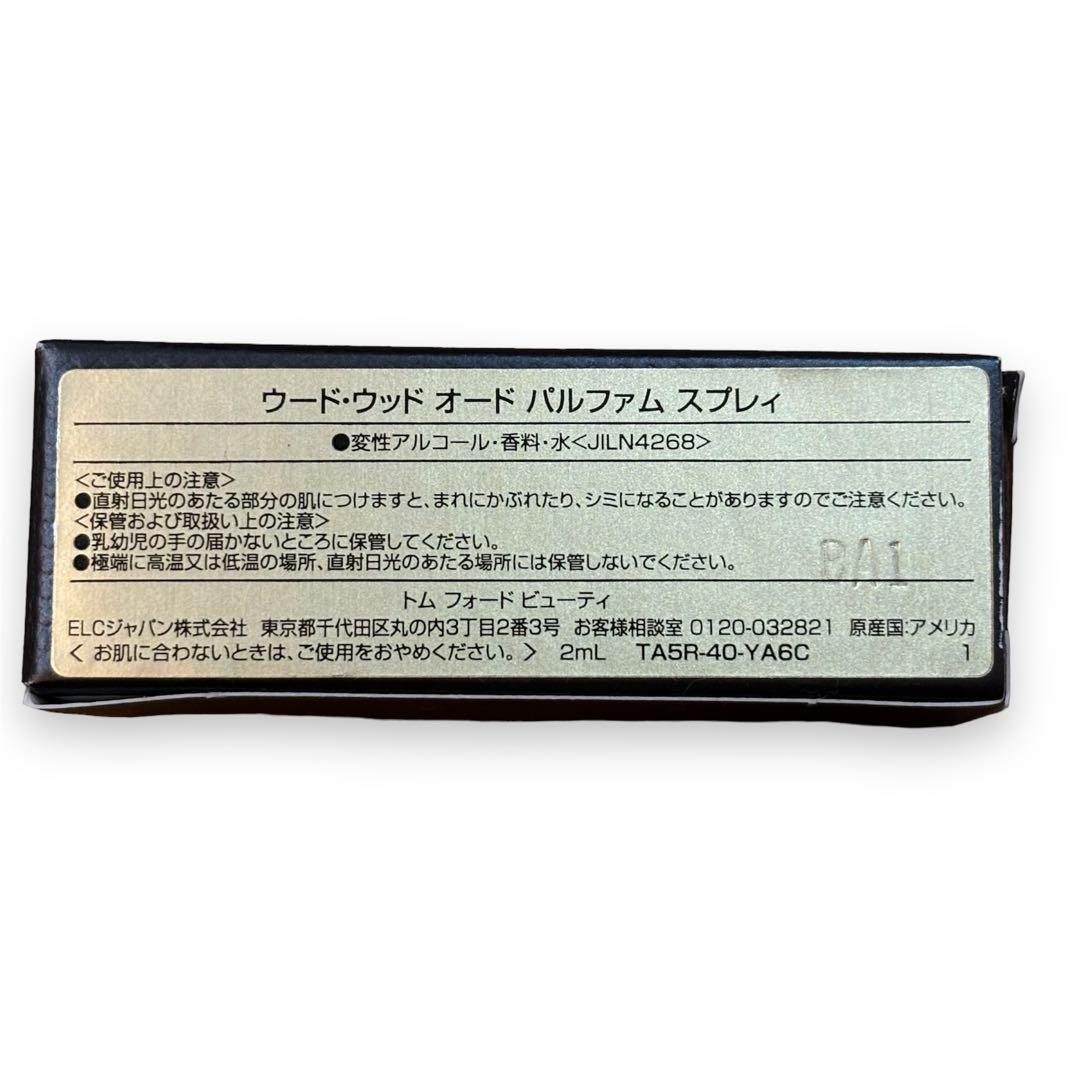 ウード・ウッド オード パルファム スプレィ
●変性アルコール・香料・水<JILN4268>
<ご使用上の注意>
●直射日光のあたる部分の肌につけますと、まれにかぶれたり、シミになることがありますのでご注意ください。
<保管および取扱い上の注意>
●乳幼児の手の届かないところに保管してください。
●極端に高温又は低温の場所、直射日光のあたる場所には保管しないでください。
BA1
トム フォード ビューティ
ELCジャパン株式会社 東京都千代田区丸の内3丁目2番3号 お客様相談室 0120-032821 原産国:アメリカ
< お肌に合わないときは、ご使用をおやめください。> 2mL TA5R-40-YA6C 1